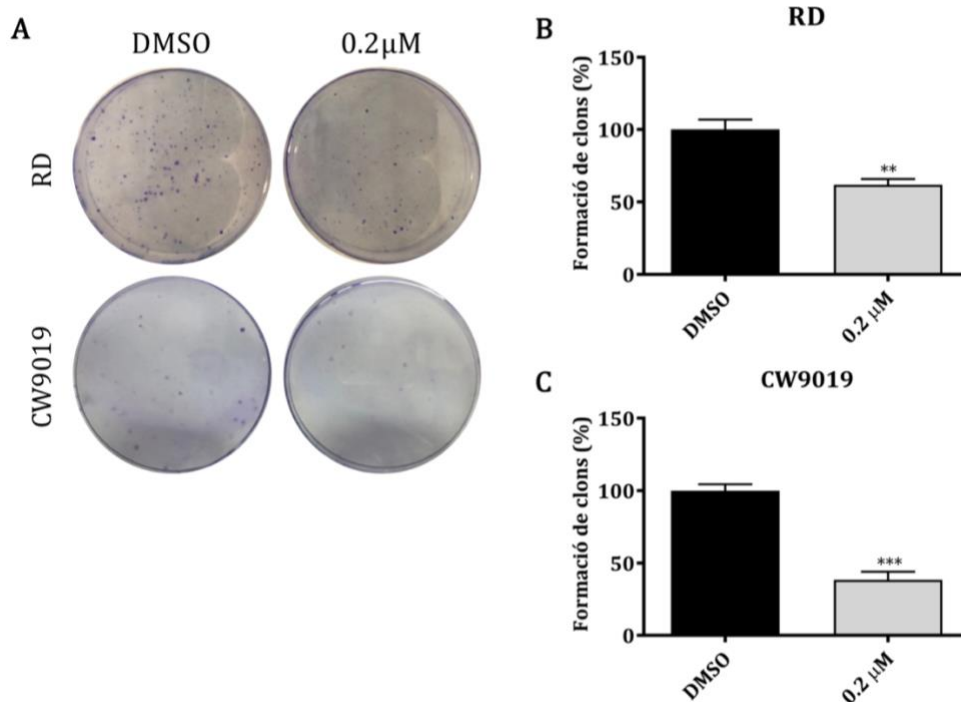 A
DMSO
0.2μM
RD
CW9019
B
RD
Formació de clons (%)
150
100
50
0
**
DMSO
0.2 μM
C
CW9019
Formació de clons (%)
150
100
50
0
***
DMSO
0.2 μM